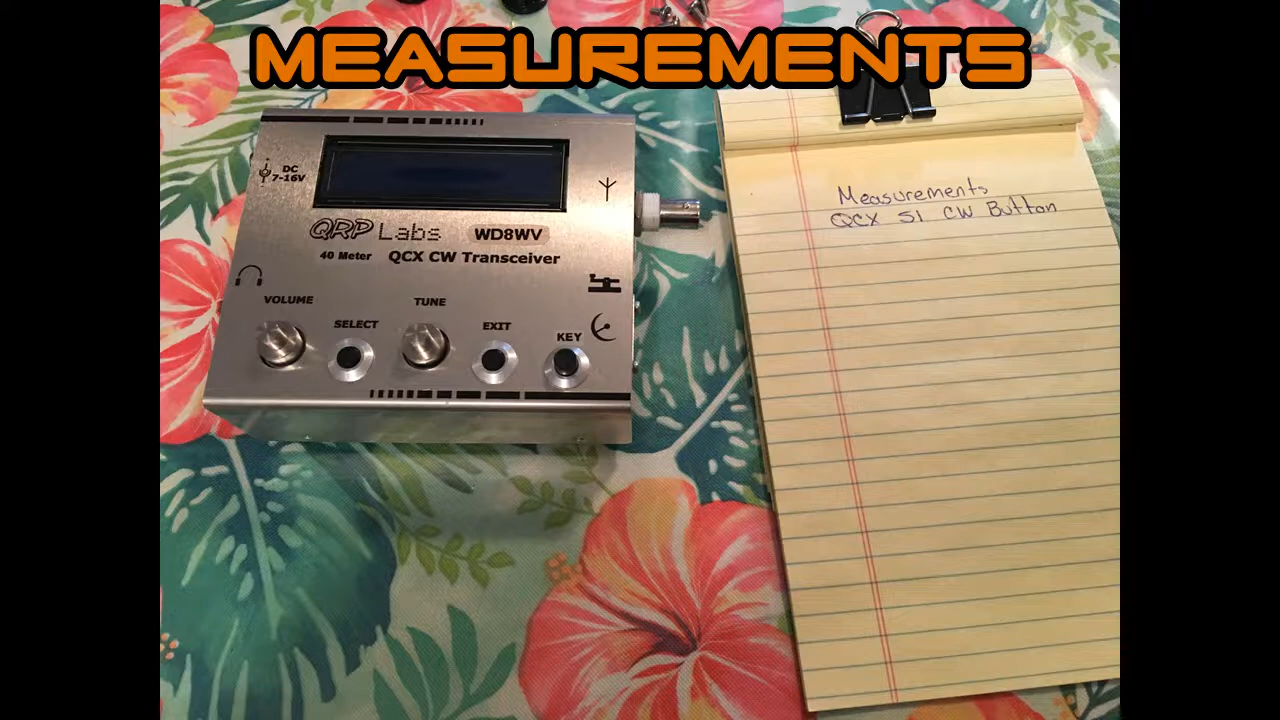 MEASUREMENTS
DC
7-16V
QRP Labs WD8WV
40 Meter QCX CW Transceiver
VOLUME
TUNE
SELECT
EXIT
KEY
Measurements
QCX S1 CW Button